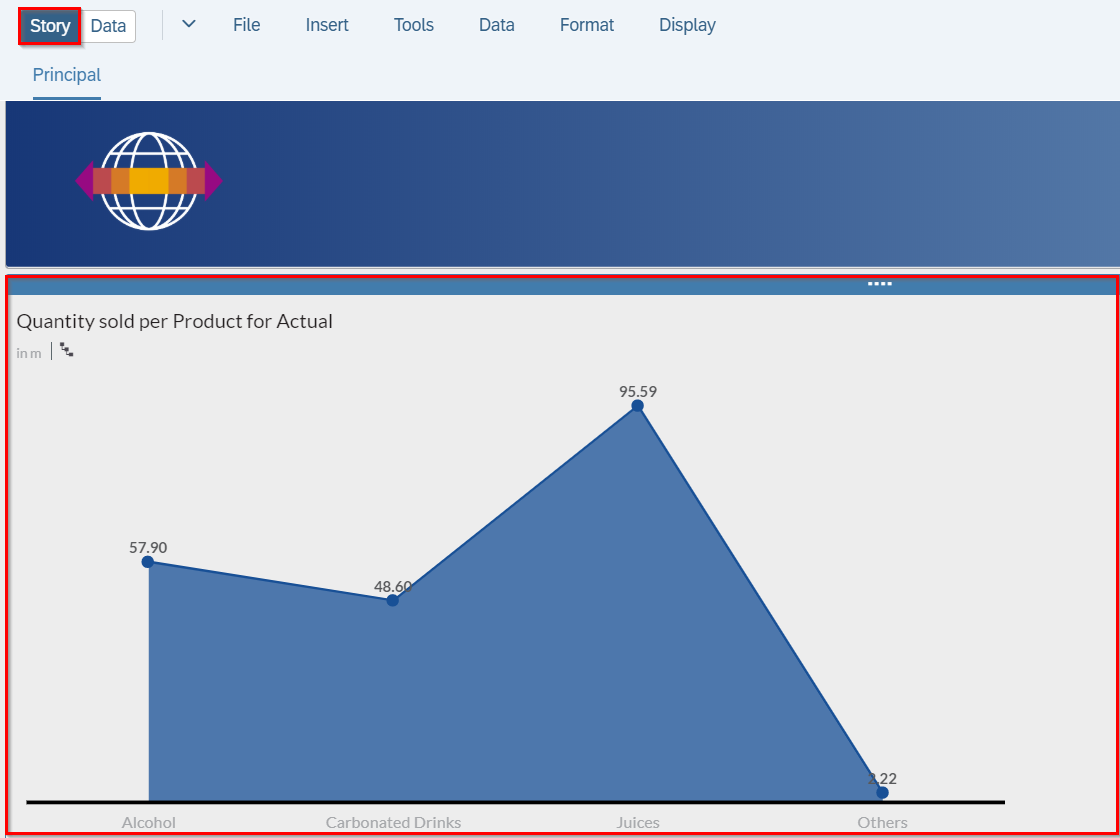 Story Data File Insert Tools Data Format Display
Principal
Quantity sold per Product for Actual
in m
95.59
57.90
48.60
.22
Alcohol Carbonated Drinks Juices Others